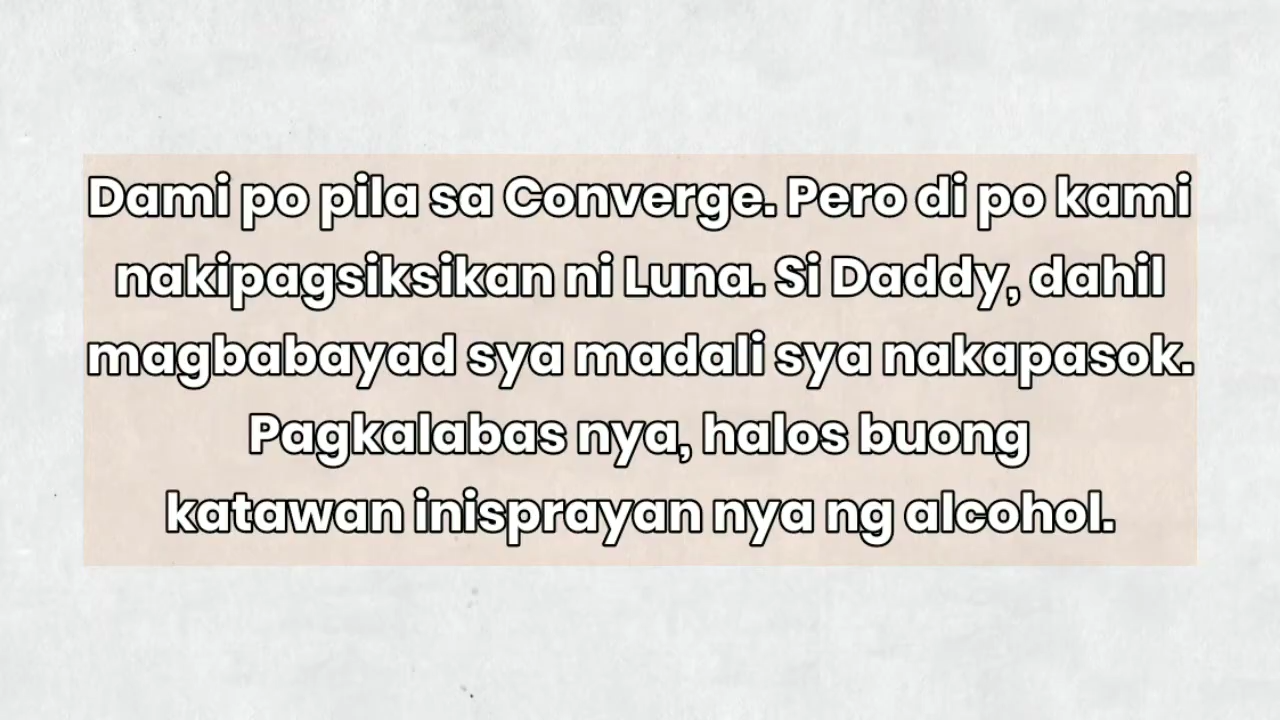 Dami po pila sa Converge. Pero di po kami
nakipagsiksikan ni Luna. Si Daddy, dahil
magbabayad sya madali sya nakapasok.
Pagkalabas nya, halos buong
katawan inisprayan nya ng alcohol.